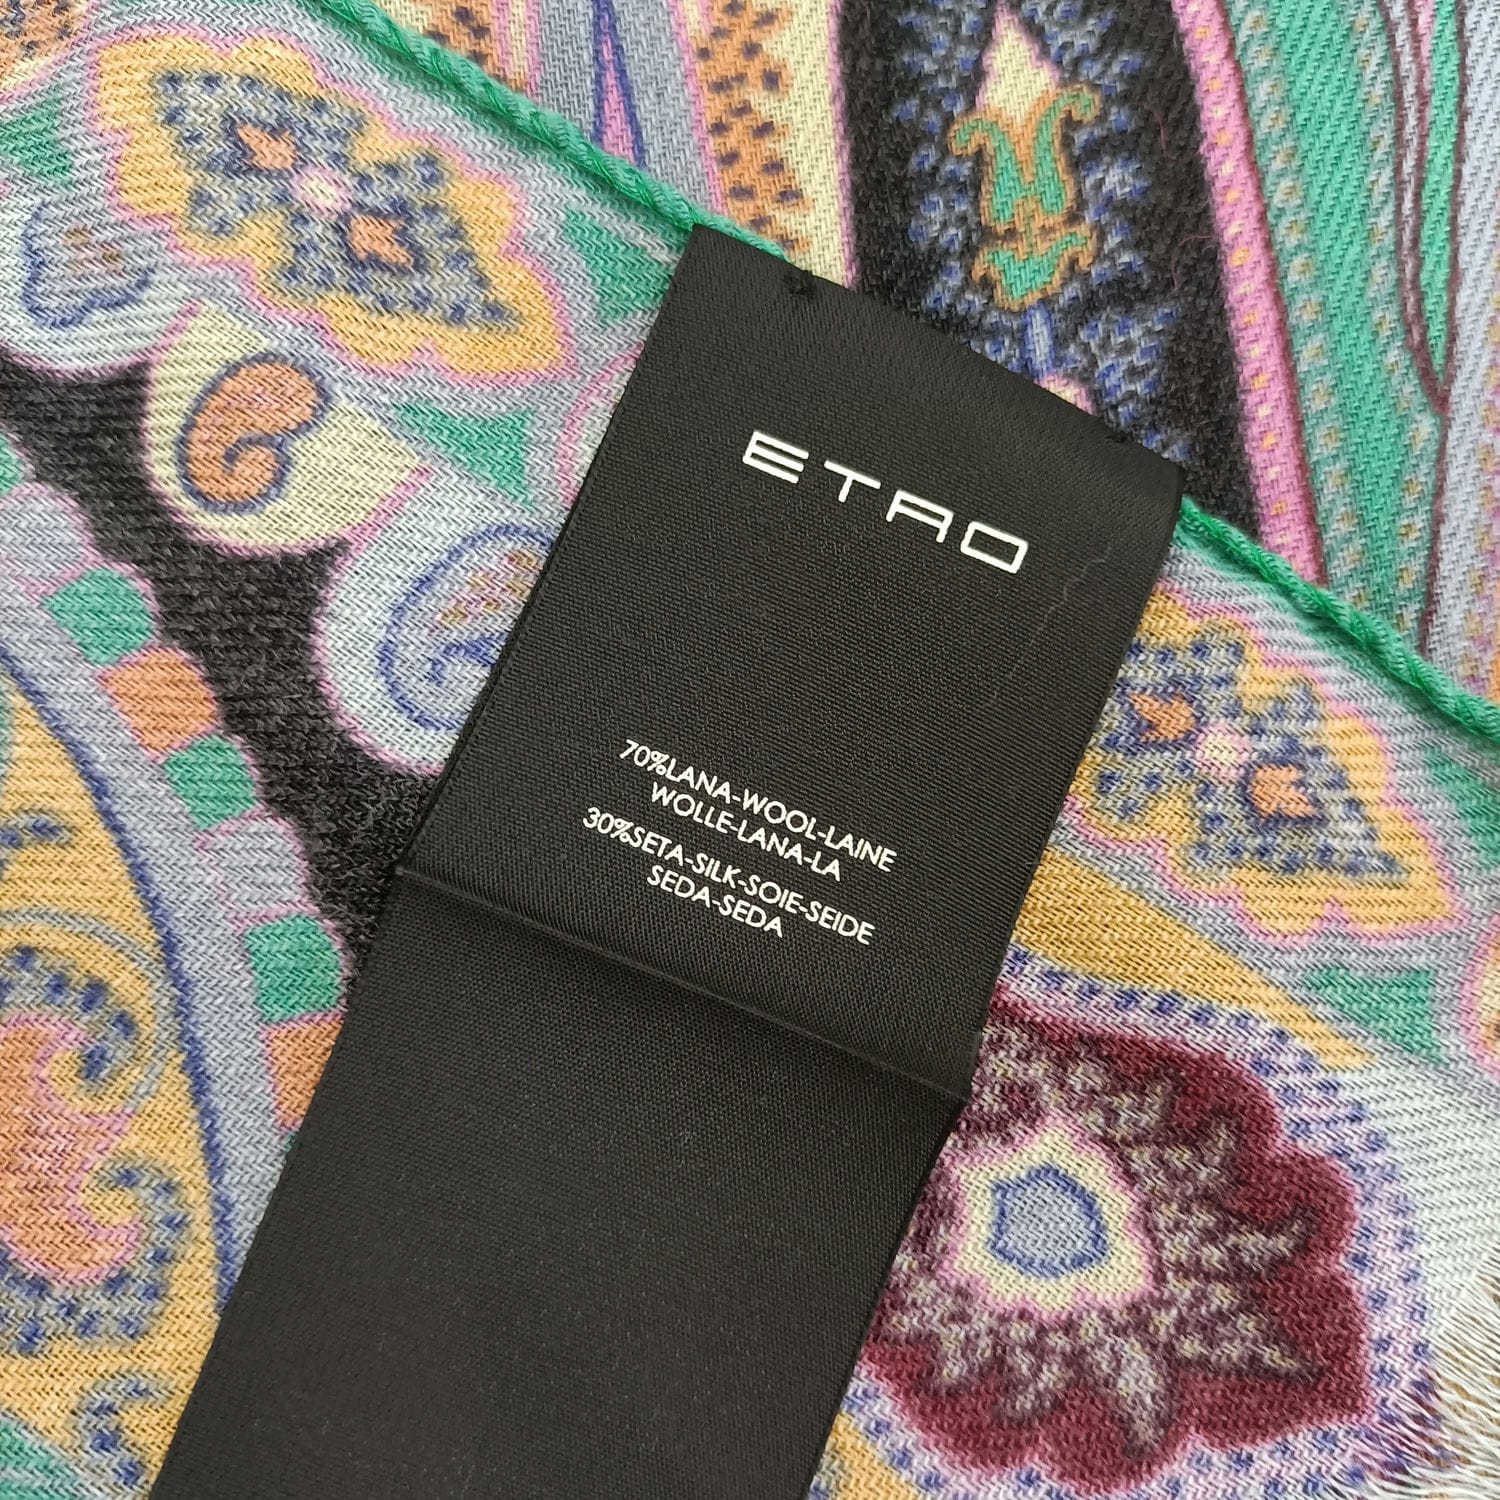 ETRO
70%LANA-WOOL-LAINE
WOLLE-LANA-LA
30%SETA-SILK-SOIE-SEIDE
SEDA-SEDA